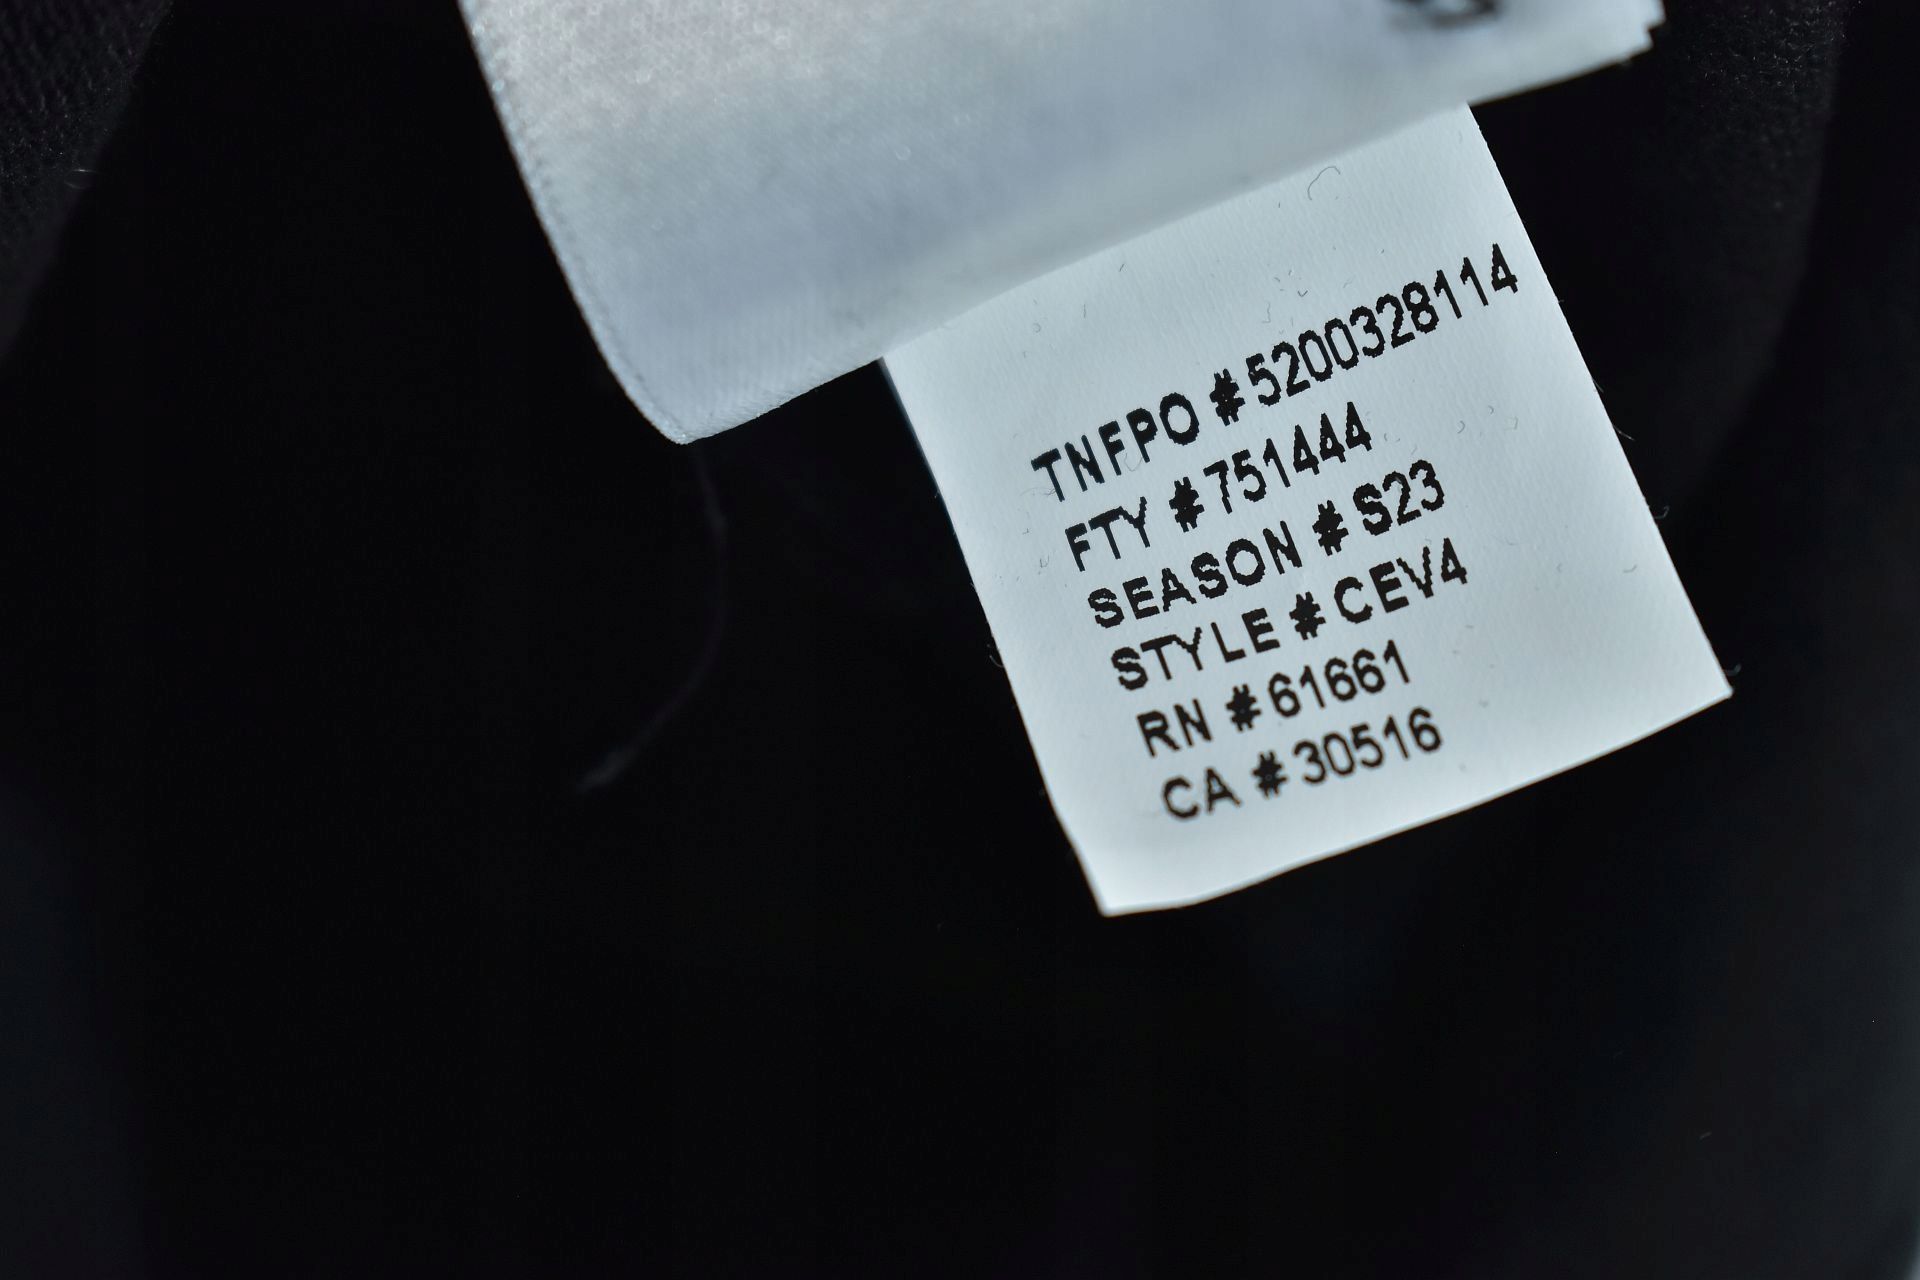 TNFPO #5200328114
FTY #751444
SEASON # S23
STYLE # CEV4
RN #61661
CA #30516